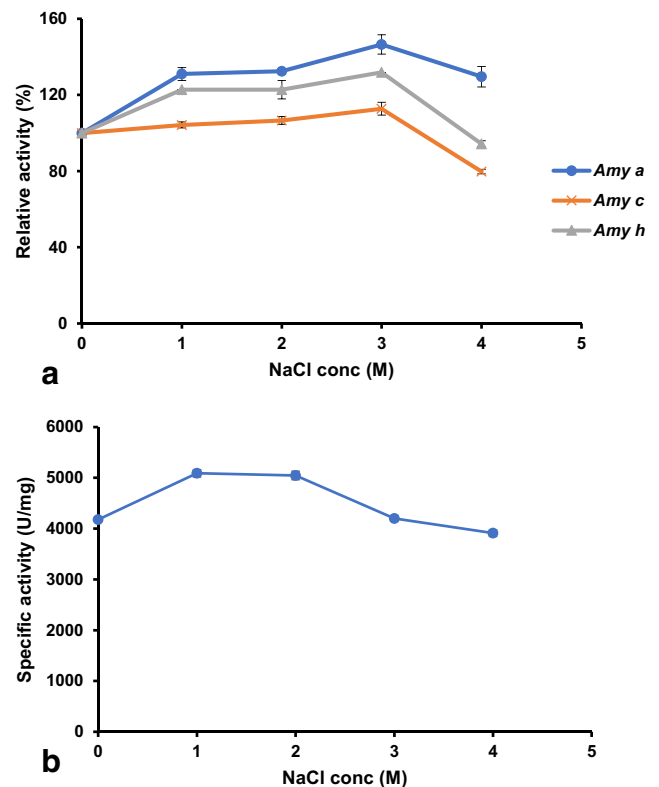 160
120
80
40
0
Relative activity (%)
0 1 2 3 4 5
NaCl conc (M)
Amy a
Amy c
Amy h
a
6000
5000
4000
3000
2000
1000
0
Specific activity (U/mg)
0 1 2 3 4 5
NaCl conc (M)
b